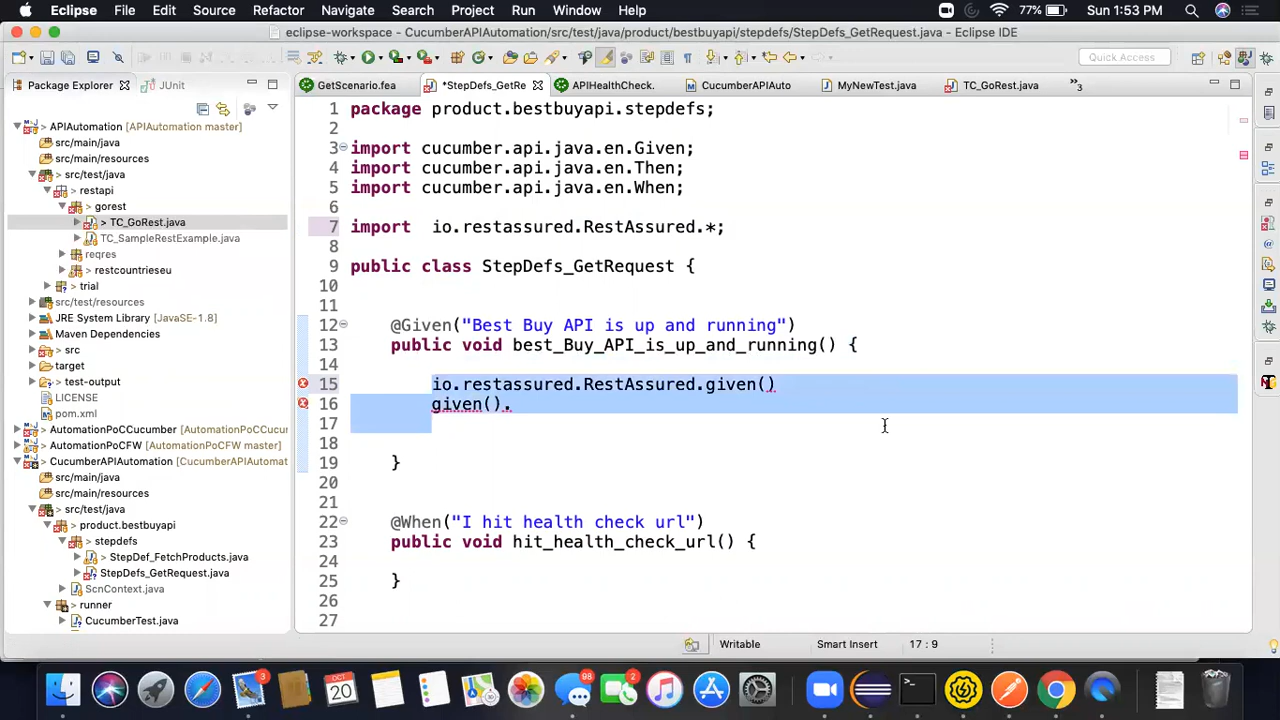 Eclipse File Edit Source Refactor Navigate Search Project Run Window Help 77% Sun 1:53 PM
eclipse-workspace - CucumberAPIAutomation/src/test/java/product/bestbuyapi/stepdefs/StepDefs_GetRequest.java - Eclipse IDE
Quick Access
Package Explorer JUnit
GetScenario.fea *StepDefs_GetRe APIHealthCheck. CucumberAPIAuto MyNewTest.java TC_GoRest.java »3
APIAutomation [APIAutomation master]
src/main/java
src/main/resources
src/test/java
restapi
gorest
> TC_GoRest.java
TC_SampleRestExample.java
reqres
> restcountrieseu
trial
src/test/resources
JRE System Library [JavaSE-1.8]
Maven Dependencies
src
target
test-output
LICENSE
pom.xml
AutomationPoCCucumber [AutomationPoCCucumber
AutomationPoCFW [AutomationPoCFW master]
CucumberAPIAutomation [CucumberAPIAutomat
src/main/java
src/main/resources
> src/test/java
> product.bestbuyapi
> stepdefs
> StepDef_FetchProducts.java
> StepDefs_GetRequest.java
ScnContext.java
> runner
CucumberTest.java
1 package product.bestbuyapi.stepdefs;
2
3 import cucumber.api.java.en.Given;
4 import cucumber.api.java.en.Then;
5 import cucumber.api.java.en.When;
6
7 import  io.restassured.RestAssured.*;
8
9 public class StepDefs_GetRequest {
10
11
12 @Given("Best Buy API is up and running")
13 public void best_Buy_API_is_up_and_running() {
14
15 io.restassured.RestAssured.given()
16 given().
17
18
19 }
20
21
22 @When("I hit health check url")
23 public void hit_health_check_url() {
24
25 }
26
27
Writable Smart Insert 17 : 9
3 OCT 20 98 2